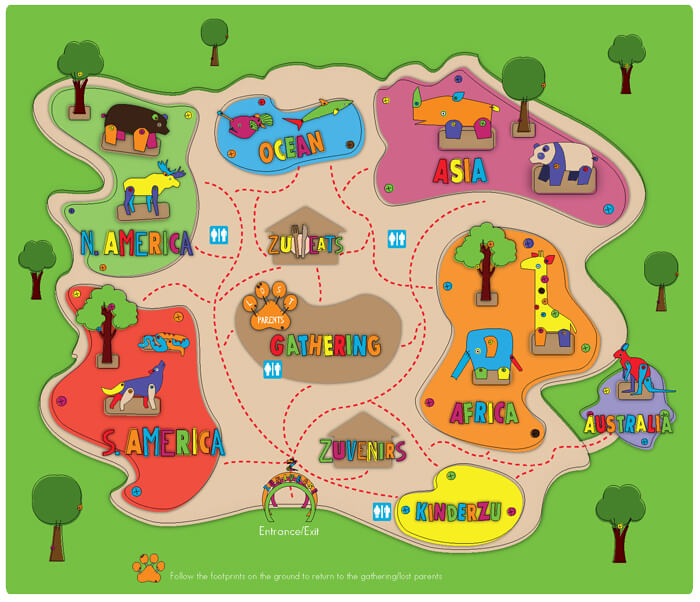 OCEAN
ASIA
N. AMERICA
ZU EATS
LOST
PARENTS
GATHERING
AFRICA
AUSTRALIA
S. AMERICA
ZUVENIRS
KINDERZU
Entrance/Exit
Follow the footprints on the ground to return to the gathering/lost parents